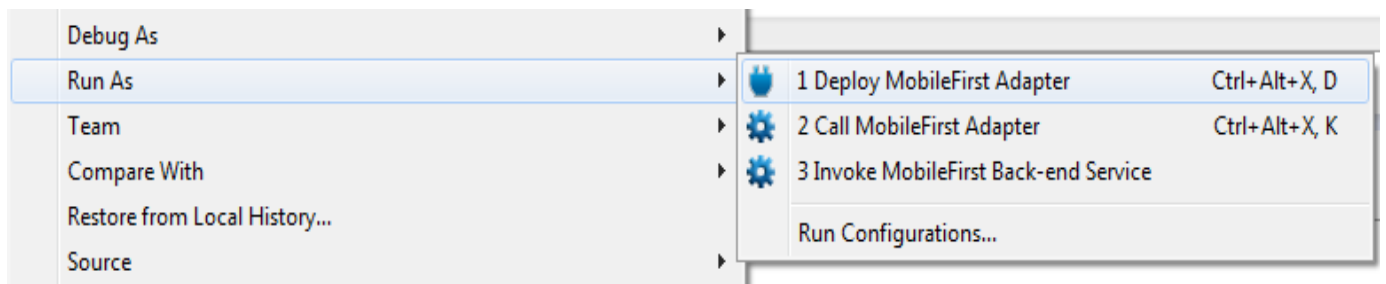 Debug As
Run As
Team
Compare With
Restore from Local History...
Source
1 Deploy MobileFirst Adapter Ctrl+Alt+X, D
2 Call MobileFirst Adapter Ctrl+Alt+X, K
3 Invoke MobileFirst Back-end Service
Run Configurations...